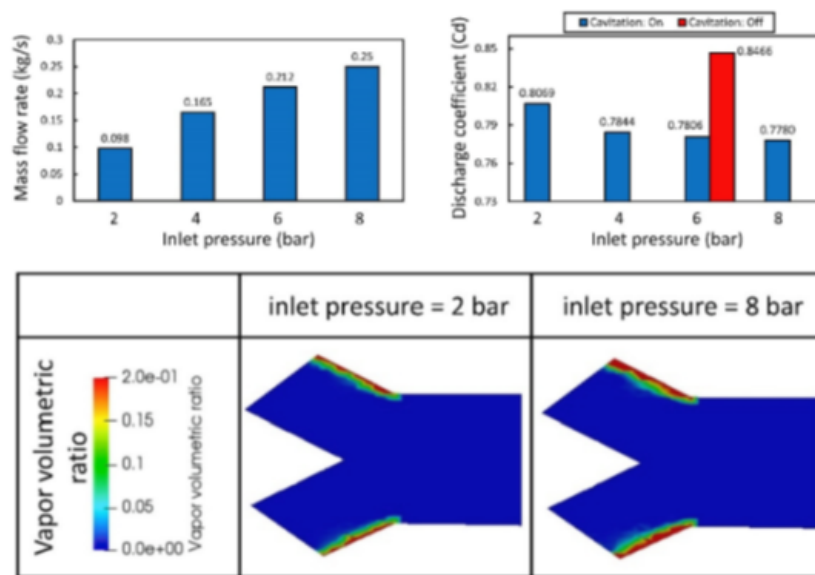 Mass flow rate (kg/s)
0.3
0.25
0.2
0.15
0.1
0.05
0
0.098
0.165
0.212
0.25
2 4 6 8
Inlet pressure (bar)
Cavitation: On Cavitation: Off
Discharge coefficient (Cd)
0.85
0.82
0.79
0.76
0.73
0.8069
0.7844
0.7806
0.8466
0.7780
2 4 6 8
Inlet pressure (bar)
inlet pressure = 2 bar
inlet pressure = 8 bar
Vapor volumetric
ratio
2.0e-01
0.15
0.1
0.05
0.0e+00
Vapor volumetric ratio